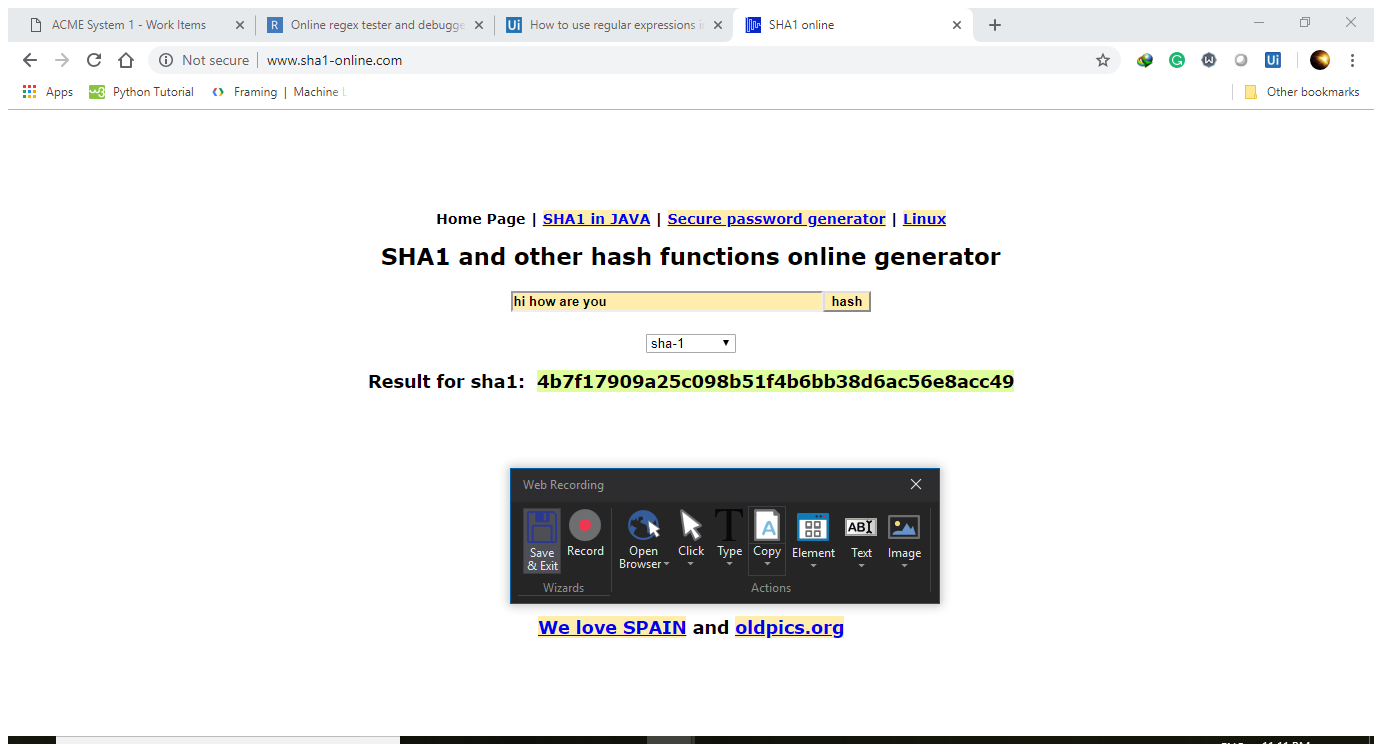 ACME System 1 - Work Items
Online regex tester and debugge
How to use regular expressions i
SHA1 online
Not secure | www.sha1-online.com
Apps Python Tutorial Framing | Machine Other bookmarks
Home Page | SHA1 in JAVA | Secure password generator | Linux
SHA1 and other hash functions online generator
hi how are you hash
sha-1
Result for sha1: 4b7f17909a25c098b51f4b6bb38d6ac56e8acc49
Web Recording
Save & Exit
Record
Open Browser
Click
Type
Copy
Element
Text
Image
Wizards
Actions
We love SPAIN and oldpics.org